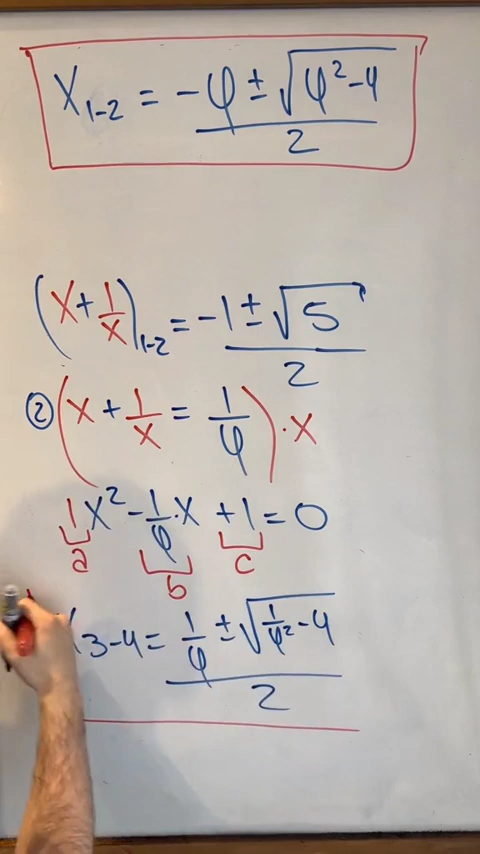 X₁₋₂ = (-φ ± √(φ² - 4)) / 2
(x + 1/x)₁₋₂ = (-1 ± √5) / 2
② (x + 1/x = 1/φ) · x
1x² - 1/φ · x + 1 = 0
a b c
X₃₋₄ = (1/φ ± √(1/φ² - 4)) / 2